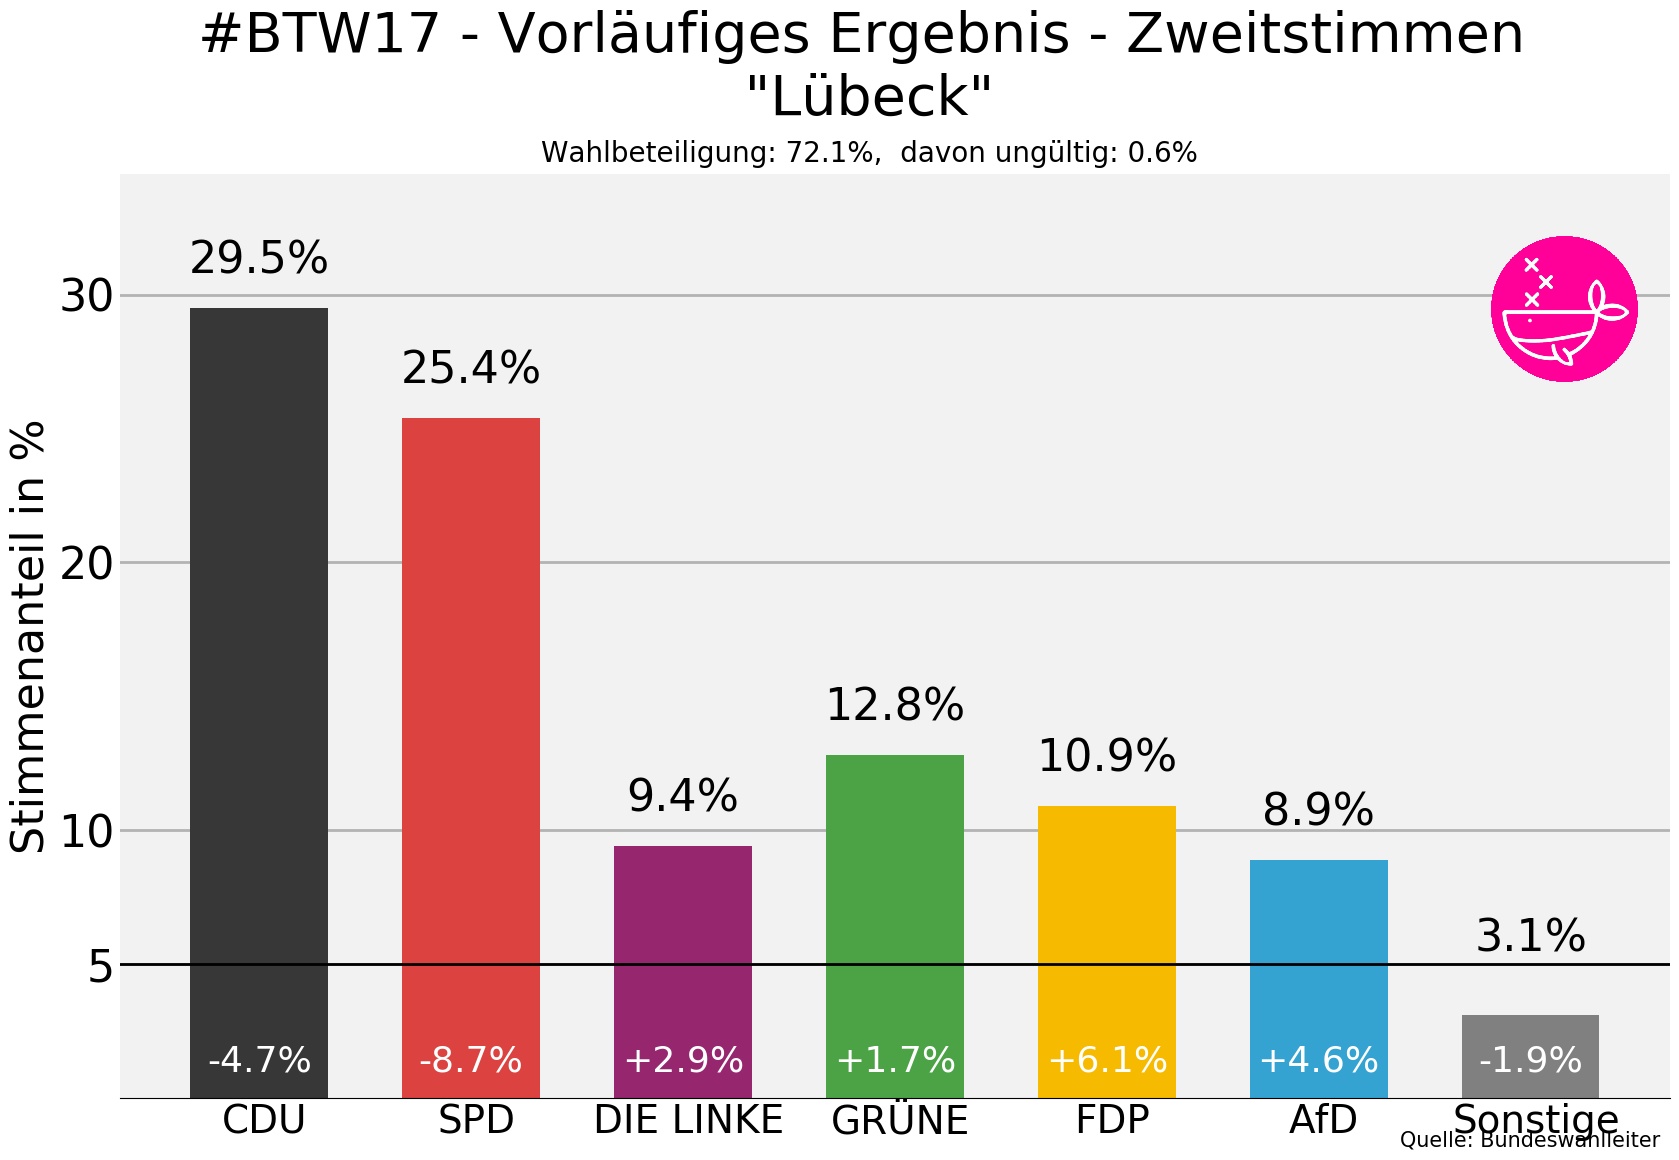 #BTW17 - Vorläufiges Ergebnis - Zweitstimmen
"Lübeck"
Wahlbeteiligung: 72.1%,  davon ungültig: 0.6%
Stimmenanteil in %
30
20
10
5
29.5%
25.4%
9.4%
12.8%
10.9%
8.9%
3.1%
-4.7%
-8.7%
+2.9%
+1.7%
+6.1%
+4.6%
-1.9%
CDU
SPD
DIE LINKE
GRÜNE
FDP
AfD
Sonstige
Quelle: Bundeswahlleiter